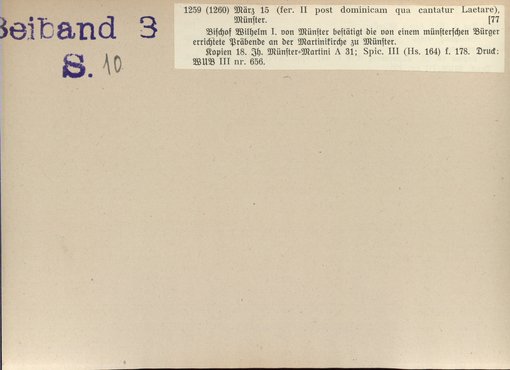 Beiband 3
S. 10
1259 (1260) März 15 (fer. II post dominicam qua cantatur Laetare),
Münster. [77
Bischof Wilhelm I. von Münster bestätigt die von einem münsterschen Bürger
errichtete Präbende an der Martinikirche zu Münster.
Kopien 18. Jh. Münster-Martini A 31; Spic. III (Hs. 164) f. 178. Druck:
WUB III nr. 656.